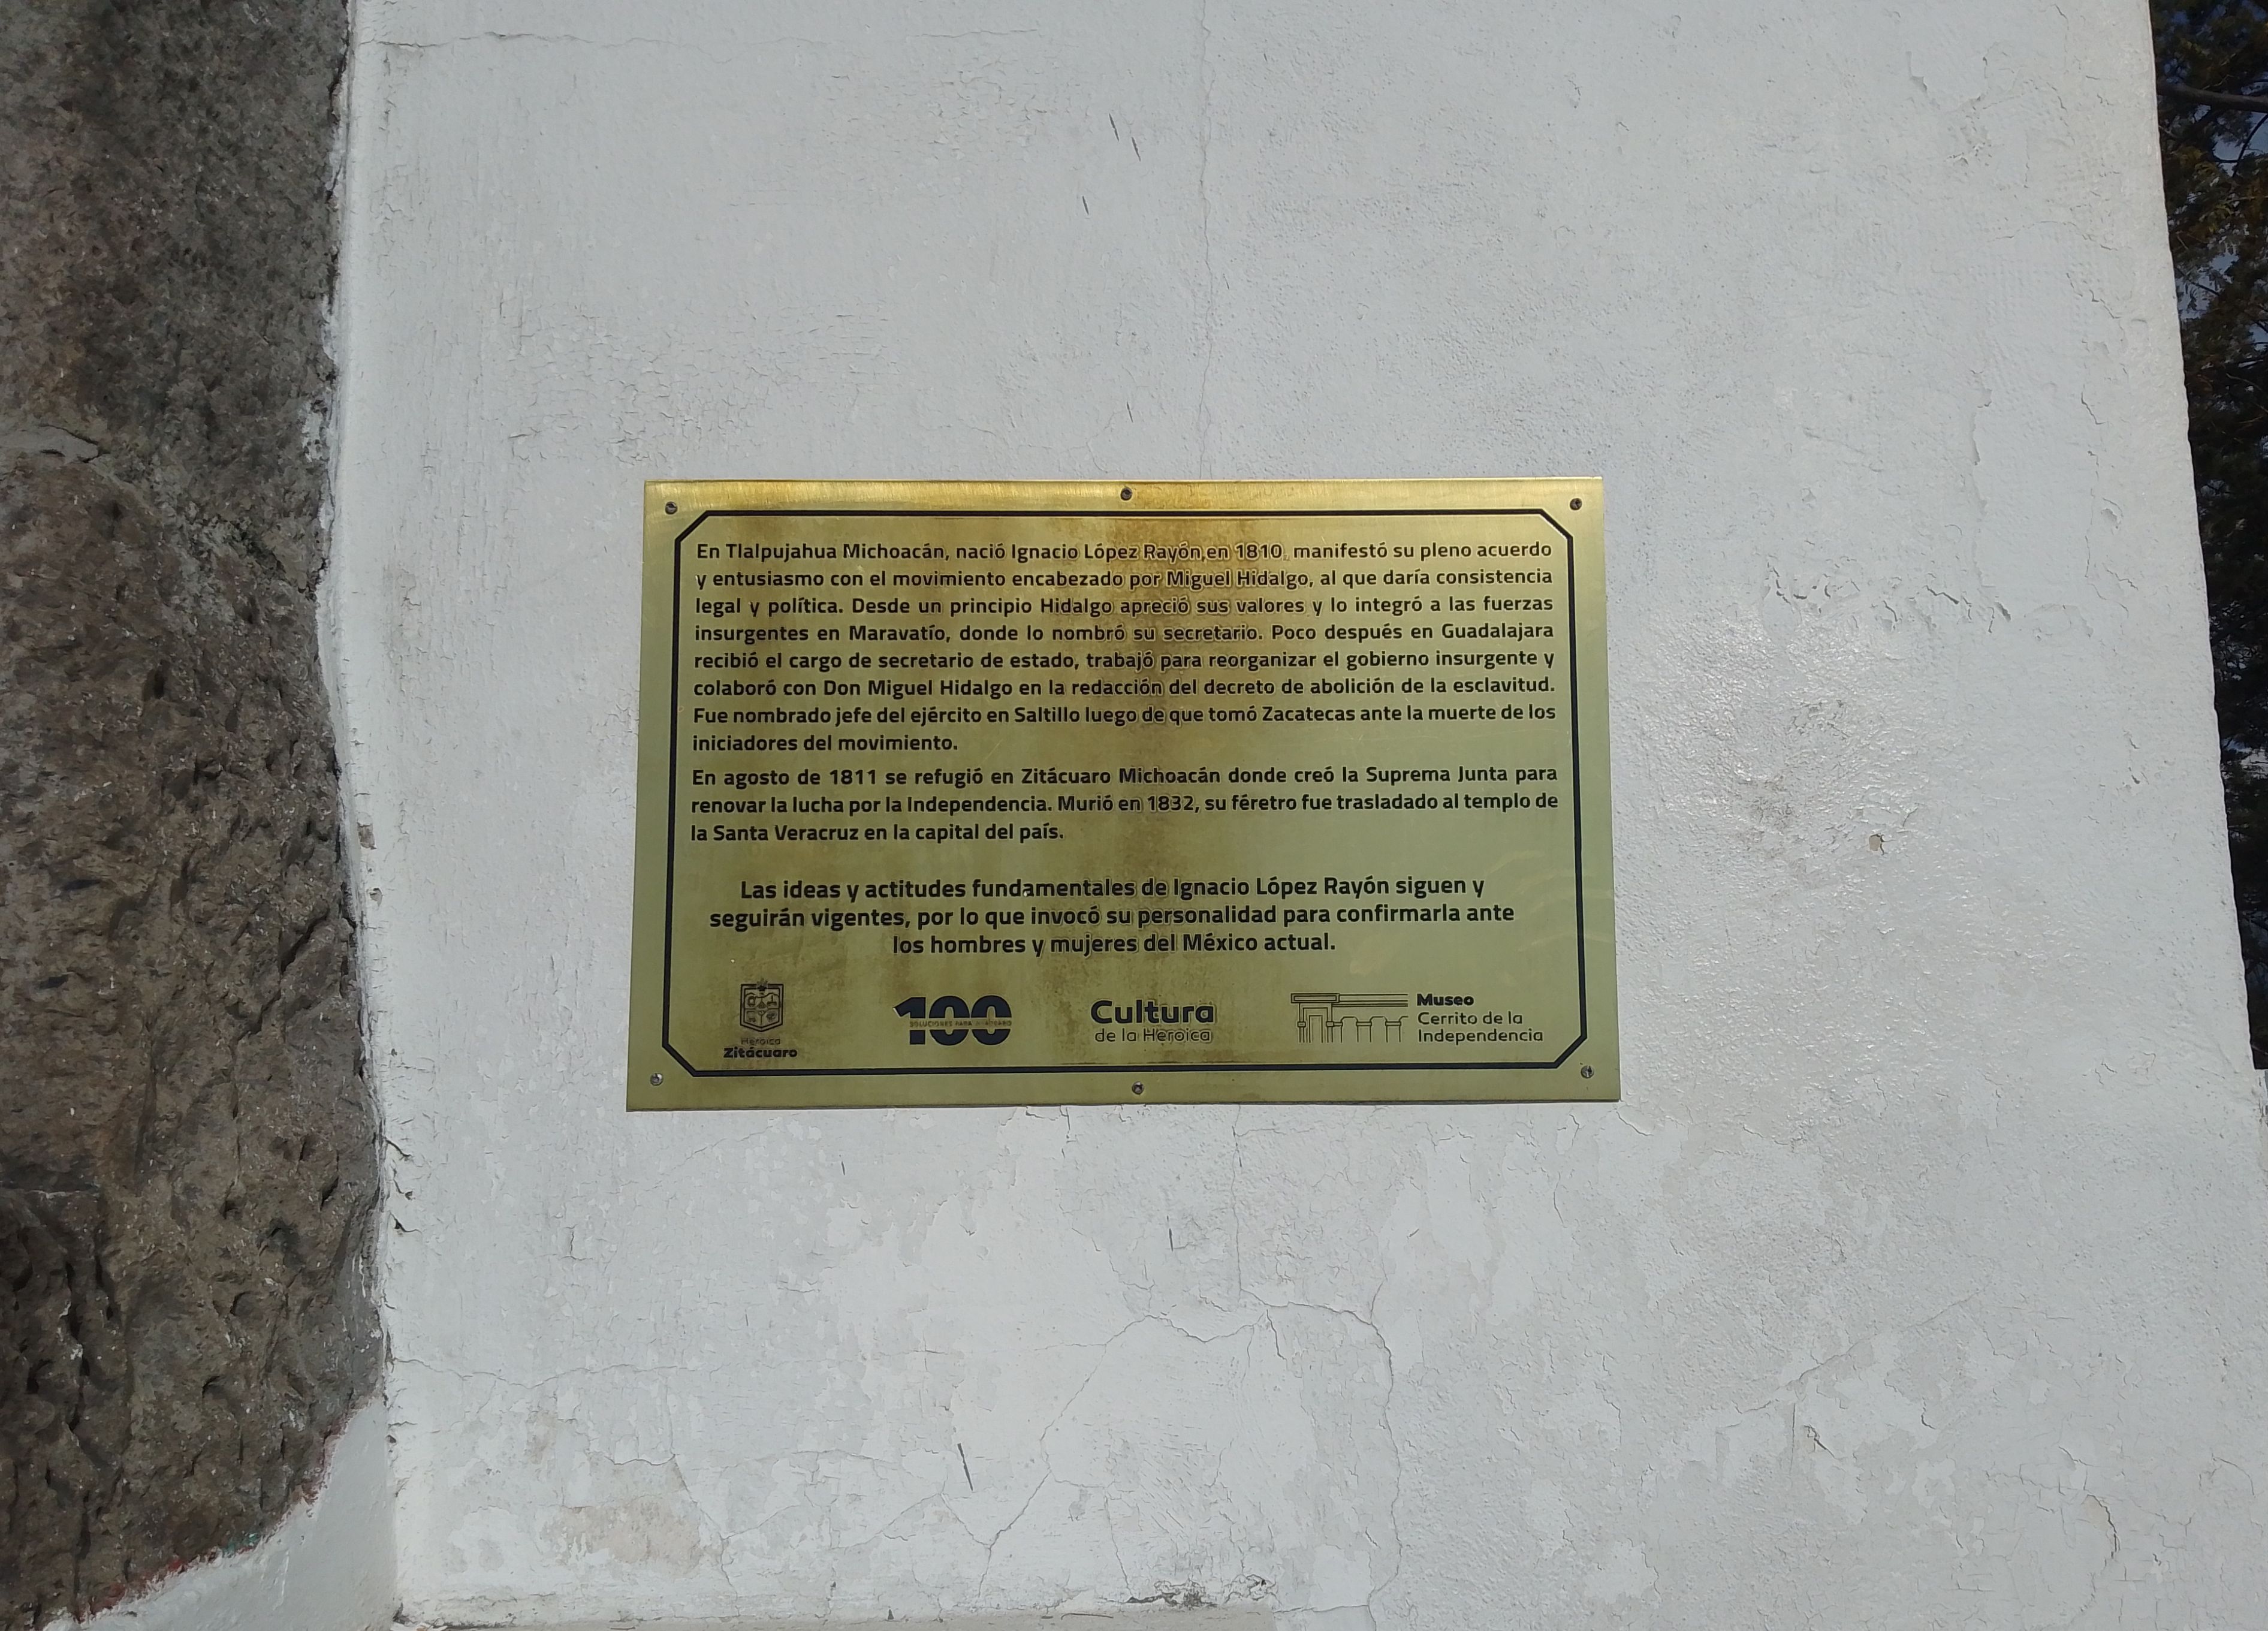 En Tlalpujahua Michoacán, nació Ignacio López Rayón,en 1810, manifestó su pleno acuerdo
y entusiasmo con el movimiento encabezado por Miguel Hidalgo, al que daría consistencia
legal y política. Desde un principio Hidalgo apreció sus valores y lo integró a las fuerzas
insurgentes en Maravatío, donde lo nombró su secretario. Poco después en Guadalajara
recibió el cargo de secretario de estado, trabajó para reorganizar el gobierno insurgente y
colaboró con Don Miguel Hidalgo en la redacción del decreto de abolición de la esclavitud.
Fue nombrado jefe del ejército en Saltillo luego de que tomó Zacatecas ante la muerte de los
iniciadores del movimiento.
En agosto de 1811 se refugió en Zitácuaro Michoacán donde creó la Suprema Junta para
renovar la lucha por la Independencia. Murió en 1832, su féretro fue trasladado al templo de
la Santa Veracruz en la capital del país.
Las ideas y actitudes fundamentales de Ignacio López Rayón siguen y
seguirán vigentes, por lo que invocó su personalidad para confirmarla ante
los hombres y mujeres del México actual.
Heroica
Zitácuaro
100
SOLUCIONES PARA
Cultura
de la Heroica
Museo
Cerrito de la
Independencia